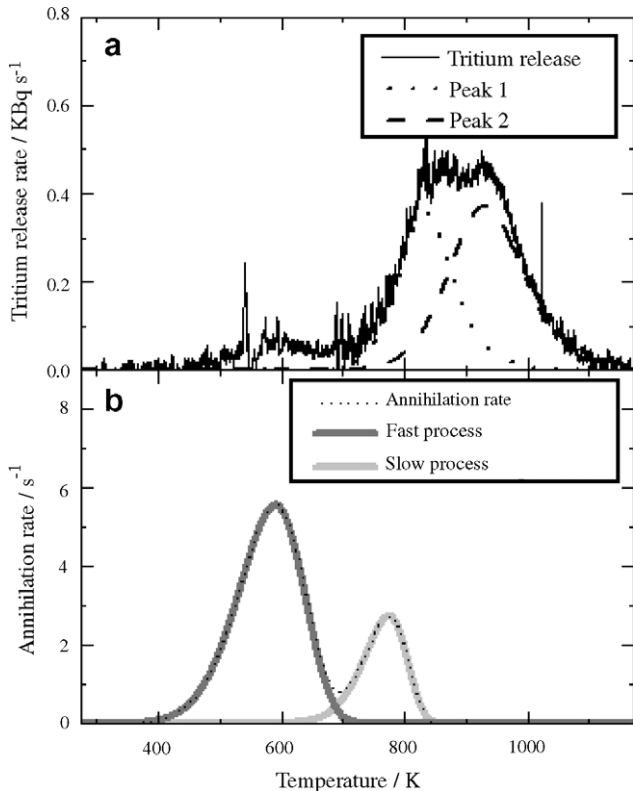 a
Tritium release
Peak 1
Peak 2
Tritium release rate / KBq s-1
0.8
0.6
0.4
0.2
0.0
b
Annihilation rate
Fast process
Slow process
Annihilation rate / s-1
8
6
4
2
0
400 600 800 1000
Temperature / K